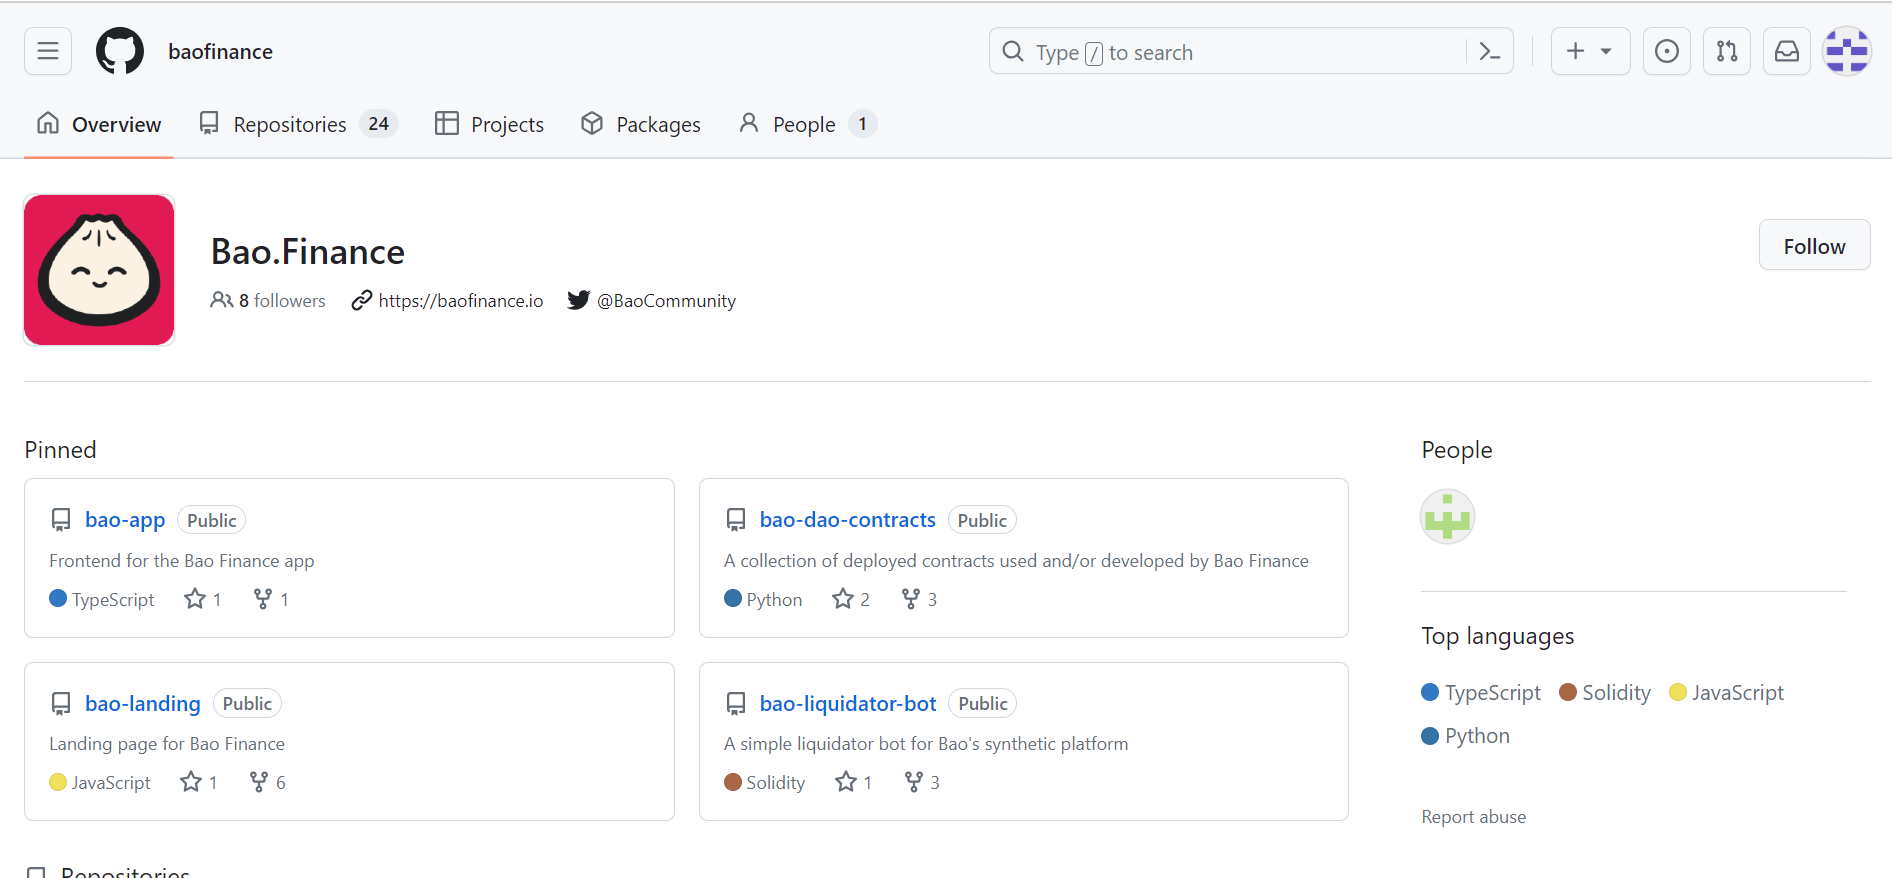 baofinance
Type / to search
Overview
Repositories 24
Projects
Packages
People 1
Bao.Finance
8 followers
https://baofinance.io
@BaoCommunity
Follow
Pinned
bao-app Public
Frontend for the Bao Finance app
TypeScript 1 1
bao-dao-contracts Public
A collection of deployed contracts used and/or developed by Bao Finance
Python 2 3
bao-landing Public
Landing page for Bao Finance
JavaScript 1 6
bao-liquidator-bot Public
A simple liquidator bot for Bao's synthetic platform
Solidity 1 3
People
Top languages
TypeScript Solidity JavaScript
Python
Report abuse
Repositories